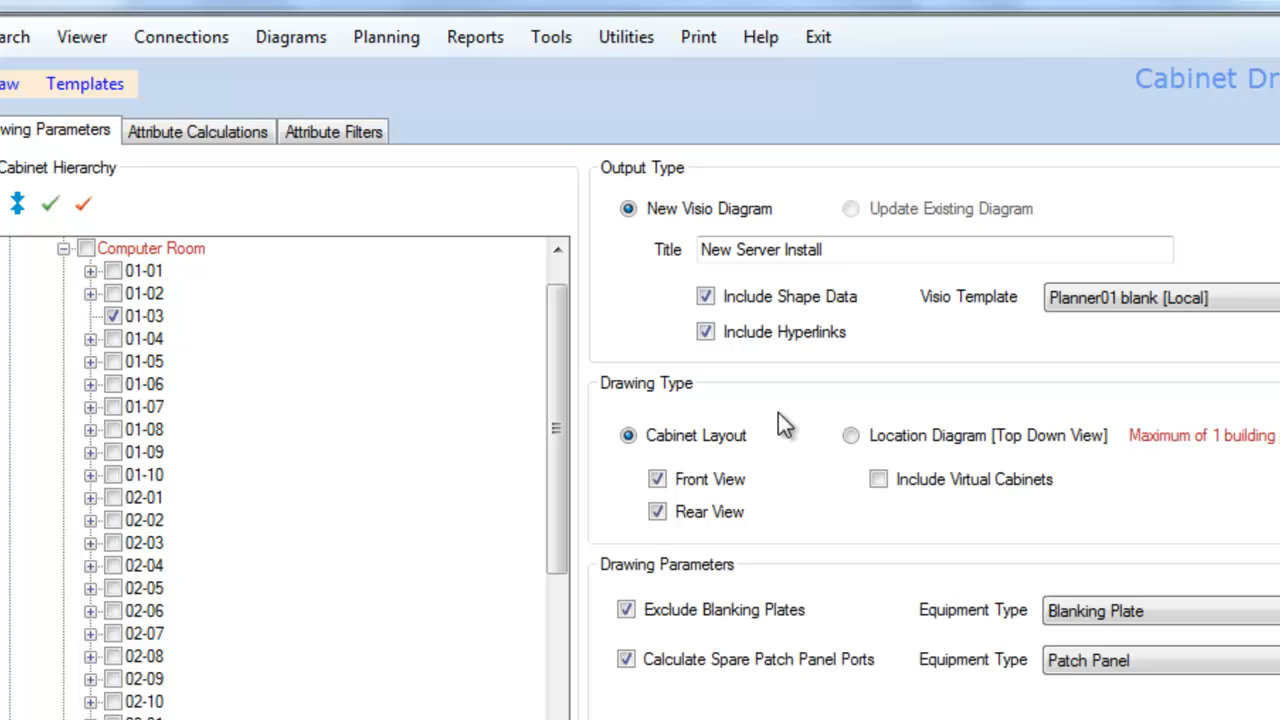 arch Viewer Connections Diagrams Planning Reports Tools Utilities Print Help Exit
aw Templates Cabinet Dr
wing Parameters Attribute Calculations Attribute Filters
Cabinet Hierarchy
Computer Room
01-01
01-02
01-03
01-04
01-05
01-06
01-07
01-08
01-09
01-10
02-01
02-02
02-03
02-04
02-05
02-06
02-07
02-08
02-09
02-10
Output Type
New Visio Diagram Update Existing Diagram
Title New Server Install
Include Shape Data Visio Template Planner01 blank [Local]
Include Hyperlinks
Drawing Type
Cabinet Layout Location Diagram [Top Down View] Maximum of 1 building
Front View Include Virtual Cabinets
Rear View
Drawing Parameters
Exclude Blanking Plates Equipment Type Blanking Plate
Calculate Spare Patch Panel Ports Equipment Type Patch Panel